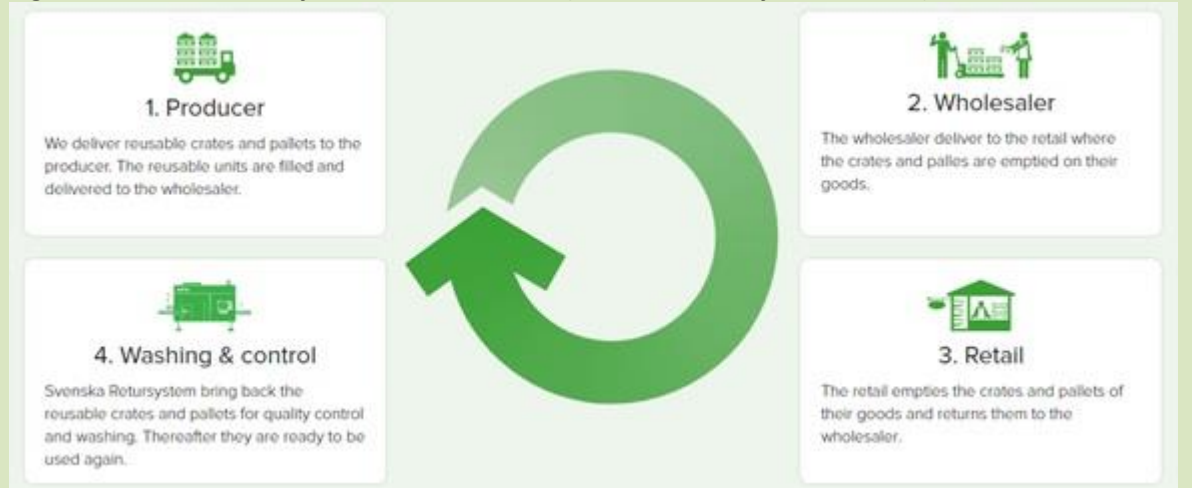 1. Producer
We deliver reusable crates and pallets to the
producer. The reusable units are filled and
delivered to the wholesaler.
2. Wholesaler
The wholesaler deliver to the retail where
the crates and palles are emptied on their
goods.
4. Washing & control
Svenska Retursystem bring back the
reusable crates and pallets for quality control
and washing. Thereafter they are ready to be
used again.
3. Retail
The retail empties the crates and pallets of
their goods and returns them to the
wholesaler.